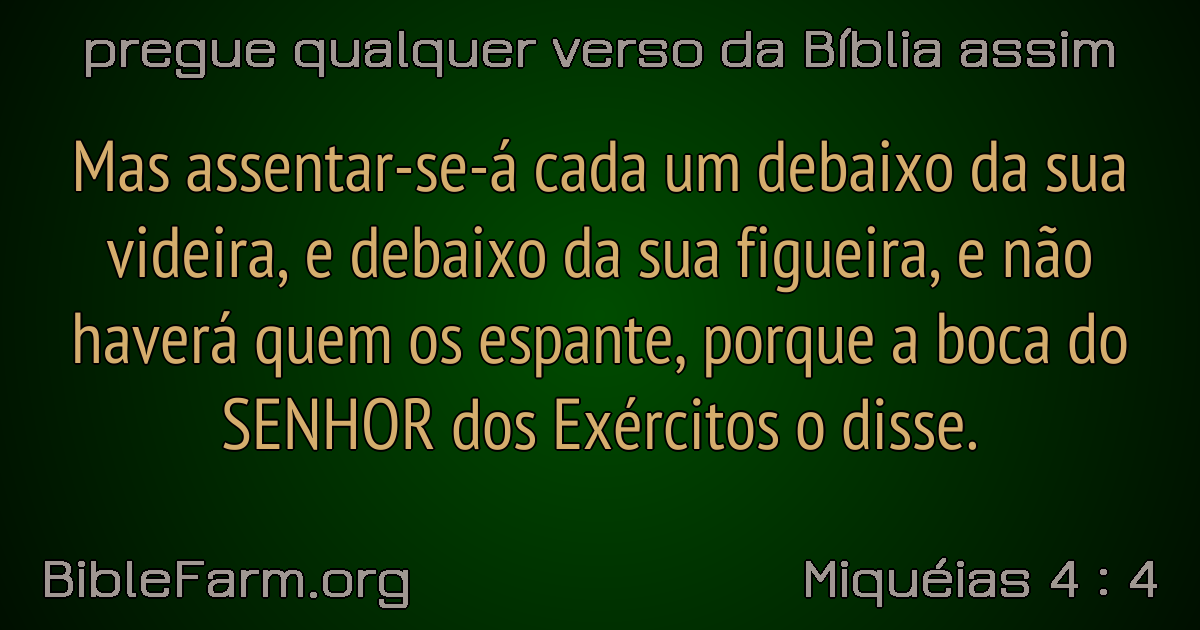 pregue qualquer verso da Bíblia assim
Mas assentar-se-á cada um debaixo da sua
videira, e debaixo da sua figueira, e não
haverá quem os espante, porque a boca do
SENHOR dos Exércitos o disse.
BibleFarm.org
Miquéias 4 : 4